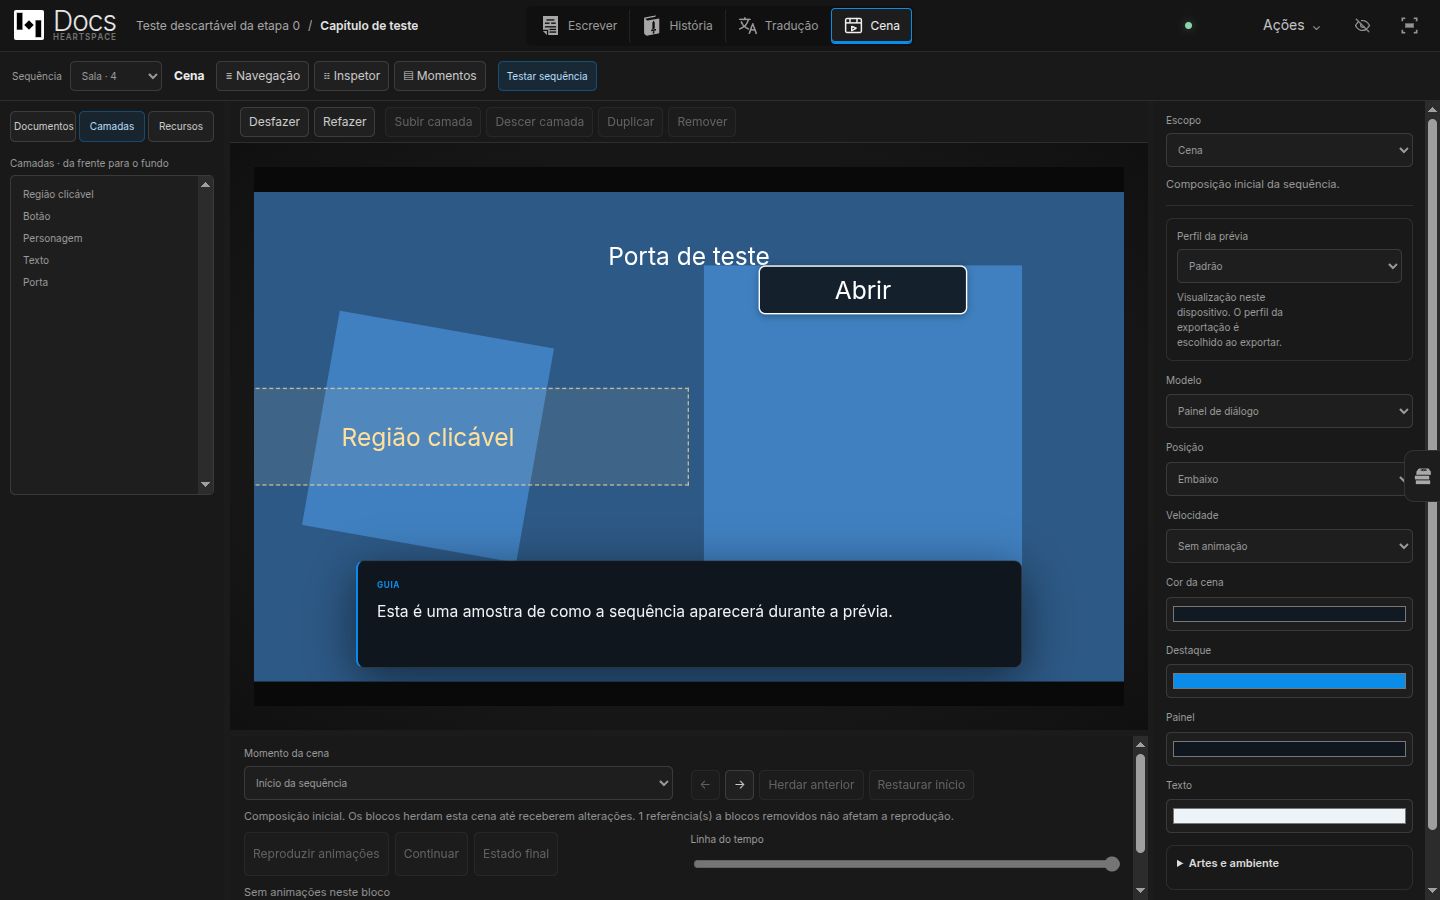 Docs
HEARTSPACE
Teste descartável da etapa 0 / Capítulo de teste
Escrever
História
Tradução
Cena
Ações
Sequência
Sala · 4
Cena
Navegação
Inspetor
Momentos
Testar sequência
Documentos
Camadas
Recursos
Camadas · da frente para o fundo
Região clicável
Botão
Personagem
Texto
Porta
Desfazer
Refazer
Subir camada
Descer camada
Duplicar
Remover
Porta de teste
Abrir
Região clicável
GUIA
Esta é uma amostra de como a sequência aparecerá durante a prévia.
Momento da cena
Início da sequência
←
→
Herdar anterior
Restaurar início
Composição inicial. Os blocos herdam esta cena até receberem alterações. 1 referência(s) a blocos removidos não afetam a reprodução.
Reproduzir animações
Continuar
Estado final
Linha do tempo
Sem animações neste bloco
Escopo
Cena
Composição inicial da sequência.
Perfil da prévia
Padrão
Visualização neste
dispositivo. O perfil da
exportação é
escolhido ao exportar.
Modelo
Painel de diálogo
Posição
Embaixo
Velocidade
Sem animação
Cor da cena
Destaque
Painel
Texto
Artes e ambiente